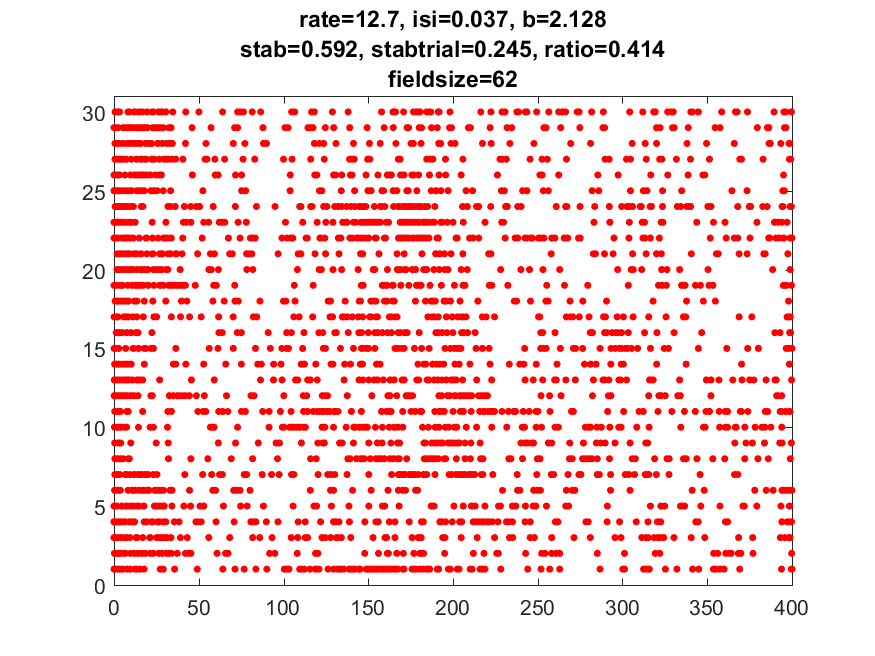 rate=12.7, isi=0.037, b=2.128
stab=0.592, stabtrial=0.245, ratio=0.414
fieldsize=62
30
25
20
15
10
5
0
0 50 100 150 200 250 300 350 400